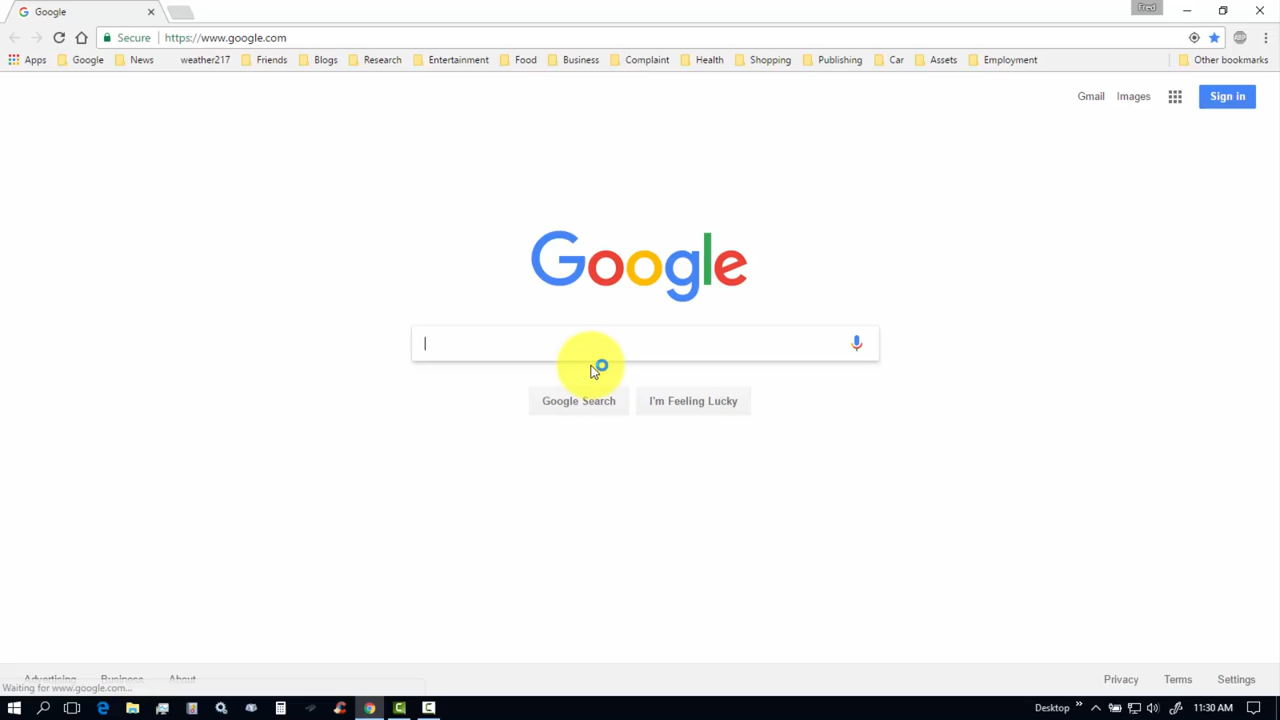 Google
Fred
Secure https://www.google.com
Apps Google News weather217 Friends Blogs Research Entertainment Food Business Complaint Health Shopping Publishing Car Assets Employment Other bookmarks
Gmail Images Sign in
Google
Google Search I'm Feeling Lucky
Advertising Business About Privacy Terms Settings
Waiting for www.google.com...
Desktop 11:30 AM